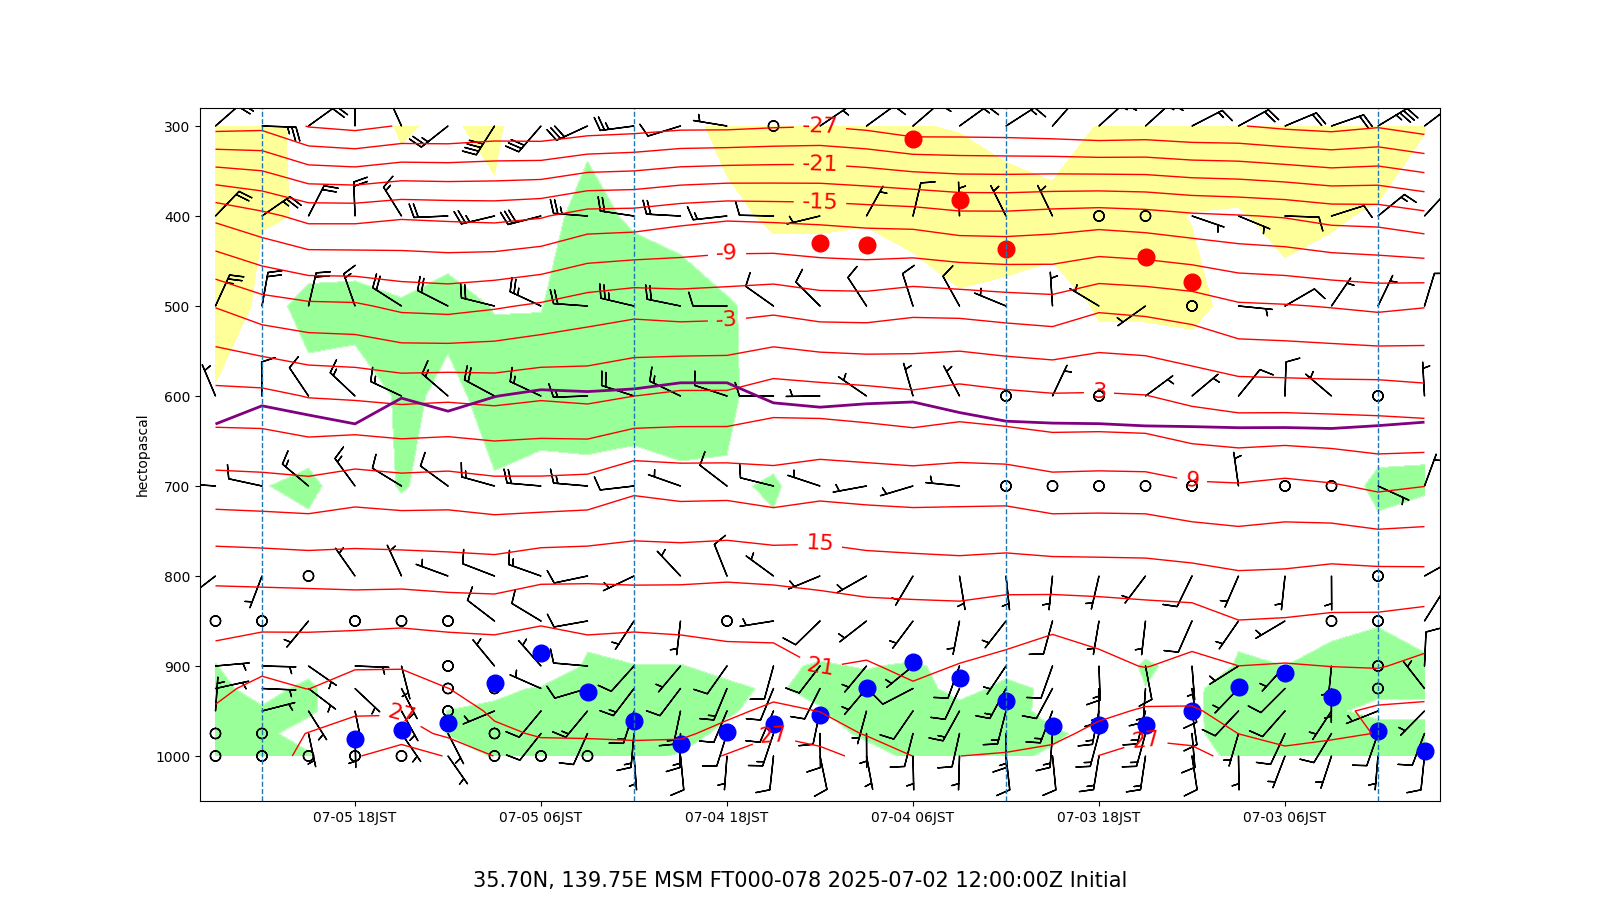 300
400
500
600
700
800
900
1000
hectopascal
-27
-21
-15
-9
-3
3
9
15
21
27
27
27
07-05 18JST
07-05 06JST
07-04 18JST
07-04 06JST
07-03 18JST
07-03 06JST
35.70N, 139.75E MSM FT000-078 2025-07-02 12:00:00Z Initial